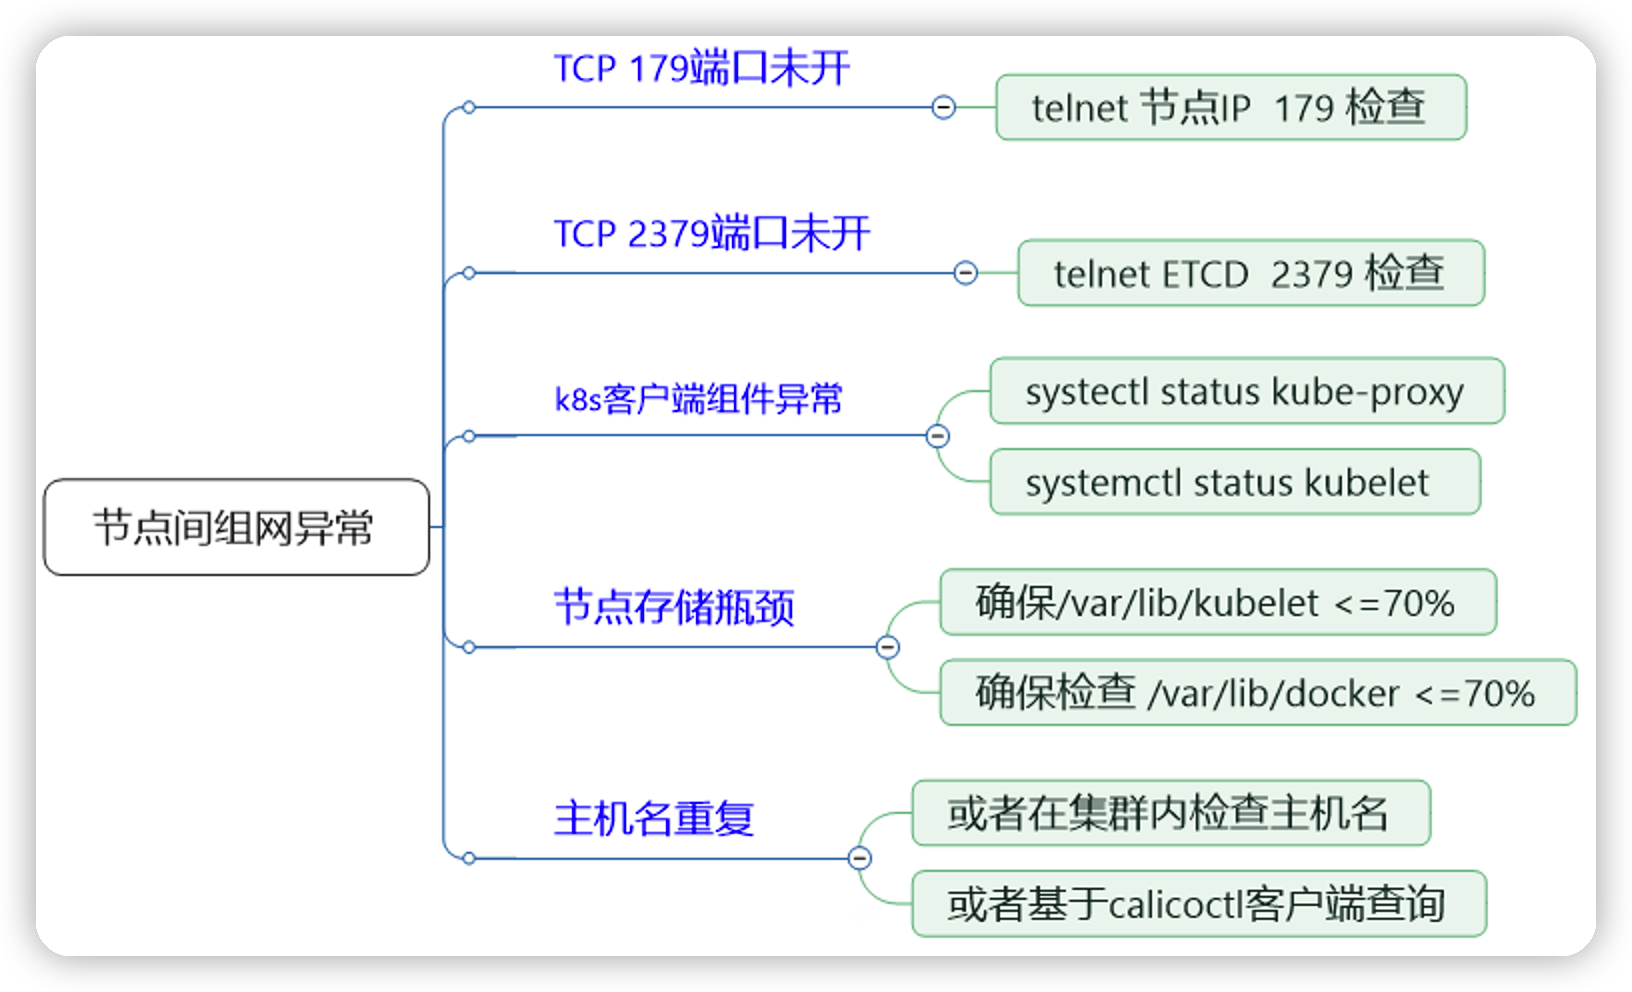 节点间组网异常
TCP 179端口未开
telnet 节点IP  179 检查
TCP 2379端口未开
telnet ETCD  2379 检查
k8s客户端组件异常
systectl status kube-proxy
systemctl status kubelet
节点存储瓶颈
确保/var/lib/kubelet <=70%
确保检查 /var/lib/docker <=70%
主机名重复
或者在集群内检查主机名
或者基于calicoctl客户端查询